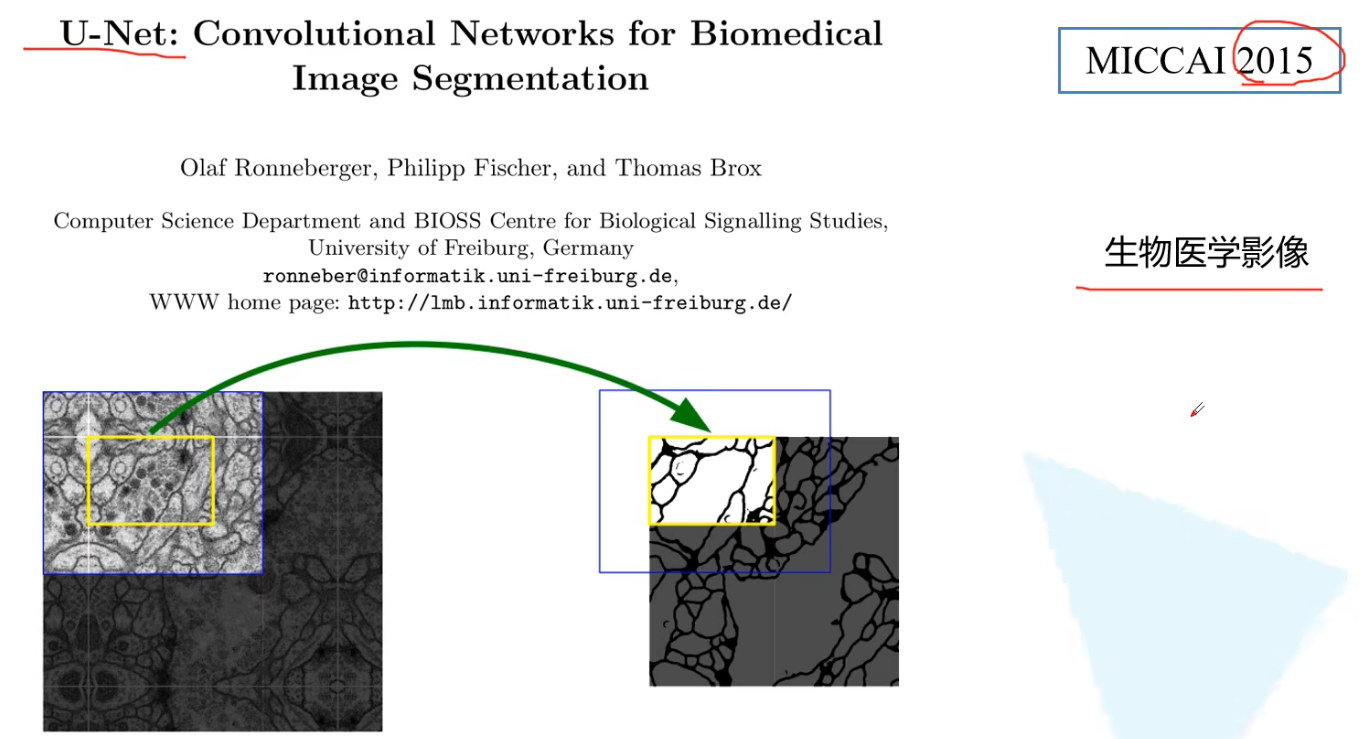 U-Net: Convolutional Networks for Biomedical
Image Segmentation
MICCAI 2015
Olaf Ronneberger, Philipp Fischer, and Thomas Brox
Computer Science Department and BIOSS Centre for Biological Signalling Studies,
University of Freiburg, Germany
ronneber@informatik.uni-freiburg.de,
WWW home page: http://lmb.informatik.uni-freiburg.de/
生物医学影像